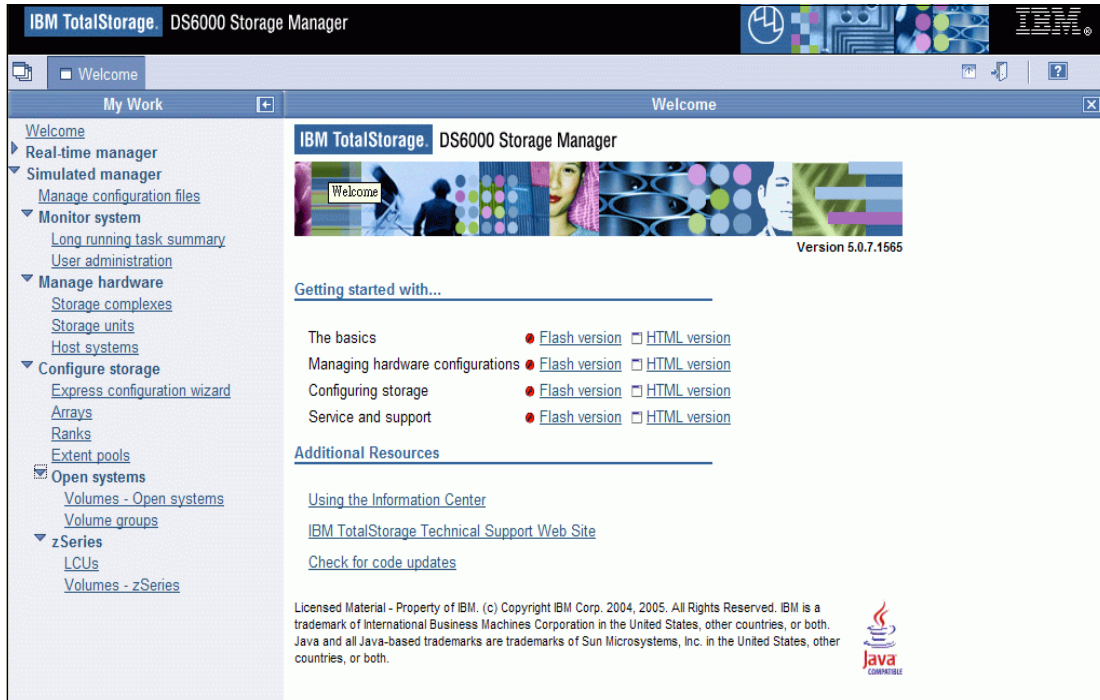 IBM TotalStorage. DS6000 Storage Manager
IBM®
Welcome
?
My Work
Welcome
Welcome
Real-time manager
Simulated manager
Manage configuration files
Monitor system
Long running task summary
User administration
Manage hardware
Storage complexes
Storage units
Host systems
Configure storage
Express configuration wizard
Arrays
Ranks
Extent pools
Open systems
Volumes - Open systems
Volume groups
zSeries
LCUs
Volumes - zSeries
IBM TotalStorage. DS6000 Storage Manager
Welcome
Version 5.0.7.1565
Getting started with...
The basics Flash version HTML version
Managing hardware configurations Flash version HTML version
Configuring storage Flash version HTML version
Service and support Flash version HTML version
Additional Resources
Using the Information Center
IBM TotalStorage Technical Support Web Site
Check for code updates
Licensed Material - Property of IBM. (c) Copyright IBM Corp. 2004, 2005. All Rights Reserved. IBM is a
trademark of International Business Machines Corporation in the United States, other countries, or both.
Java and all Java-based trademarks are trademarks of Sun Microsystems, Inc. in the United States, other
countries, or both.
Java
COMPATIBLE